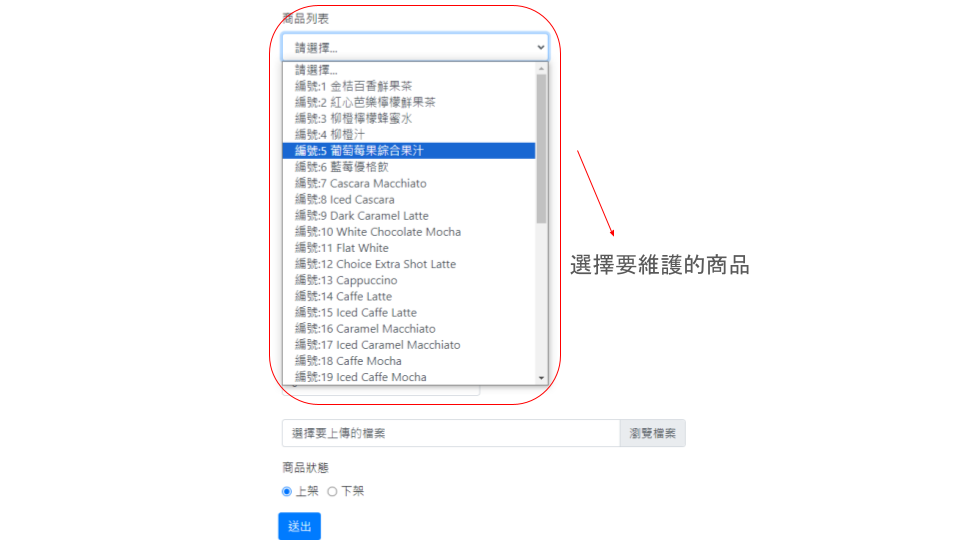 商品列表
請選擇...
請選擇...
編號:1 金桔百香鮮果茶
編號:2 紅心芭樂檸檬鮮果茶
編號:3 柳橙檸檬蜂蜜水
編號:4 柳橙汁
編號:5 葡萄莓果綜合果汁
編號:6 藍莓優格飲
編號:7 Cascara Macchiato
編號:8 Iced Cascara
編號:9 Dark Caramel Latte
編號:10 White Chocolate Mocha
編號:11 Flat White
編號:12 Choice Extra Shot Latte
編號:13 Cappuccino
編號:14 Caffe Latte
編號:15 Iced Caffe Latte
編號:16 Caramel Macchiato
編號:17 Iced Caramel Macchiato
編號:18 Caffe Mocha
編號:19 Iced Caffe Mocha
選擇要維護的商品
選擇要上傳的檔案 瀏覽檔案
商品狀態
上架 下架
送出